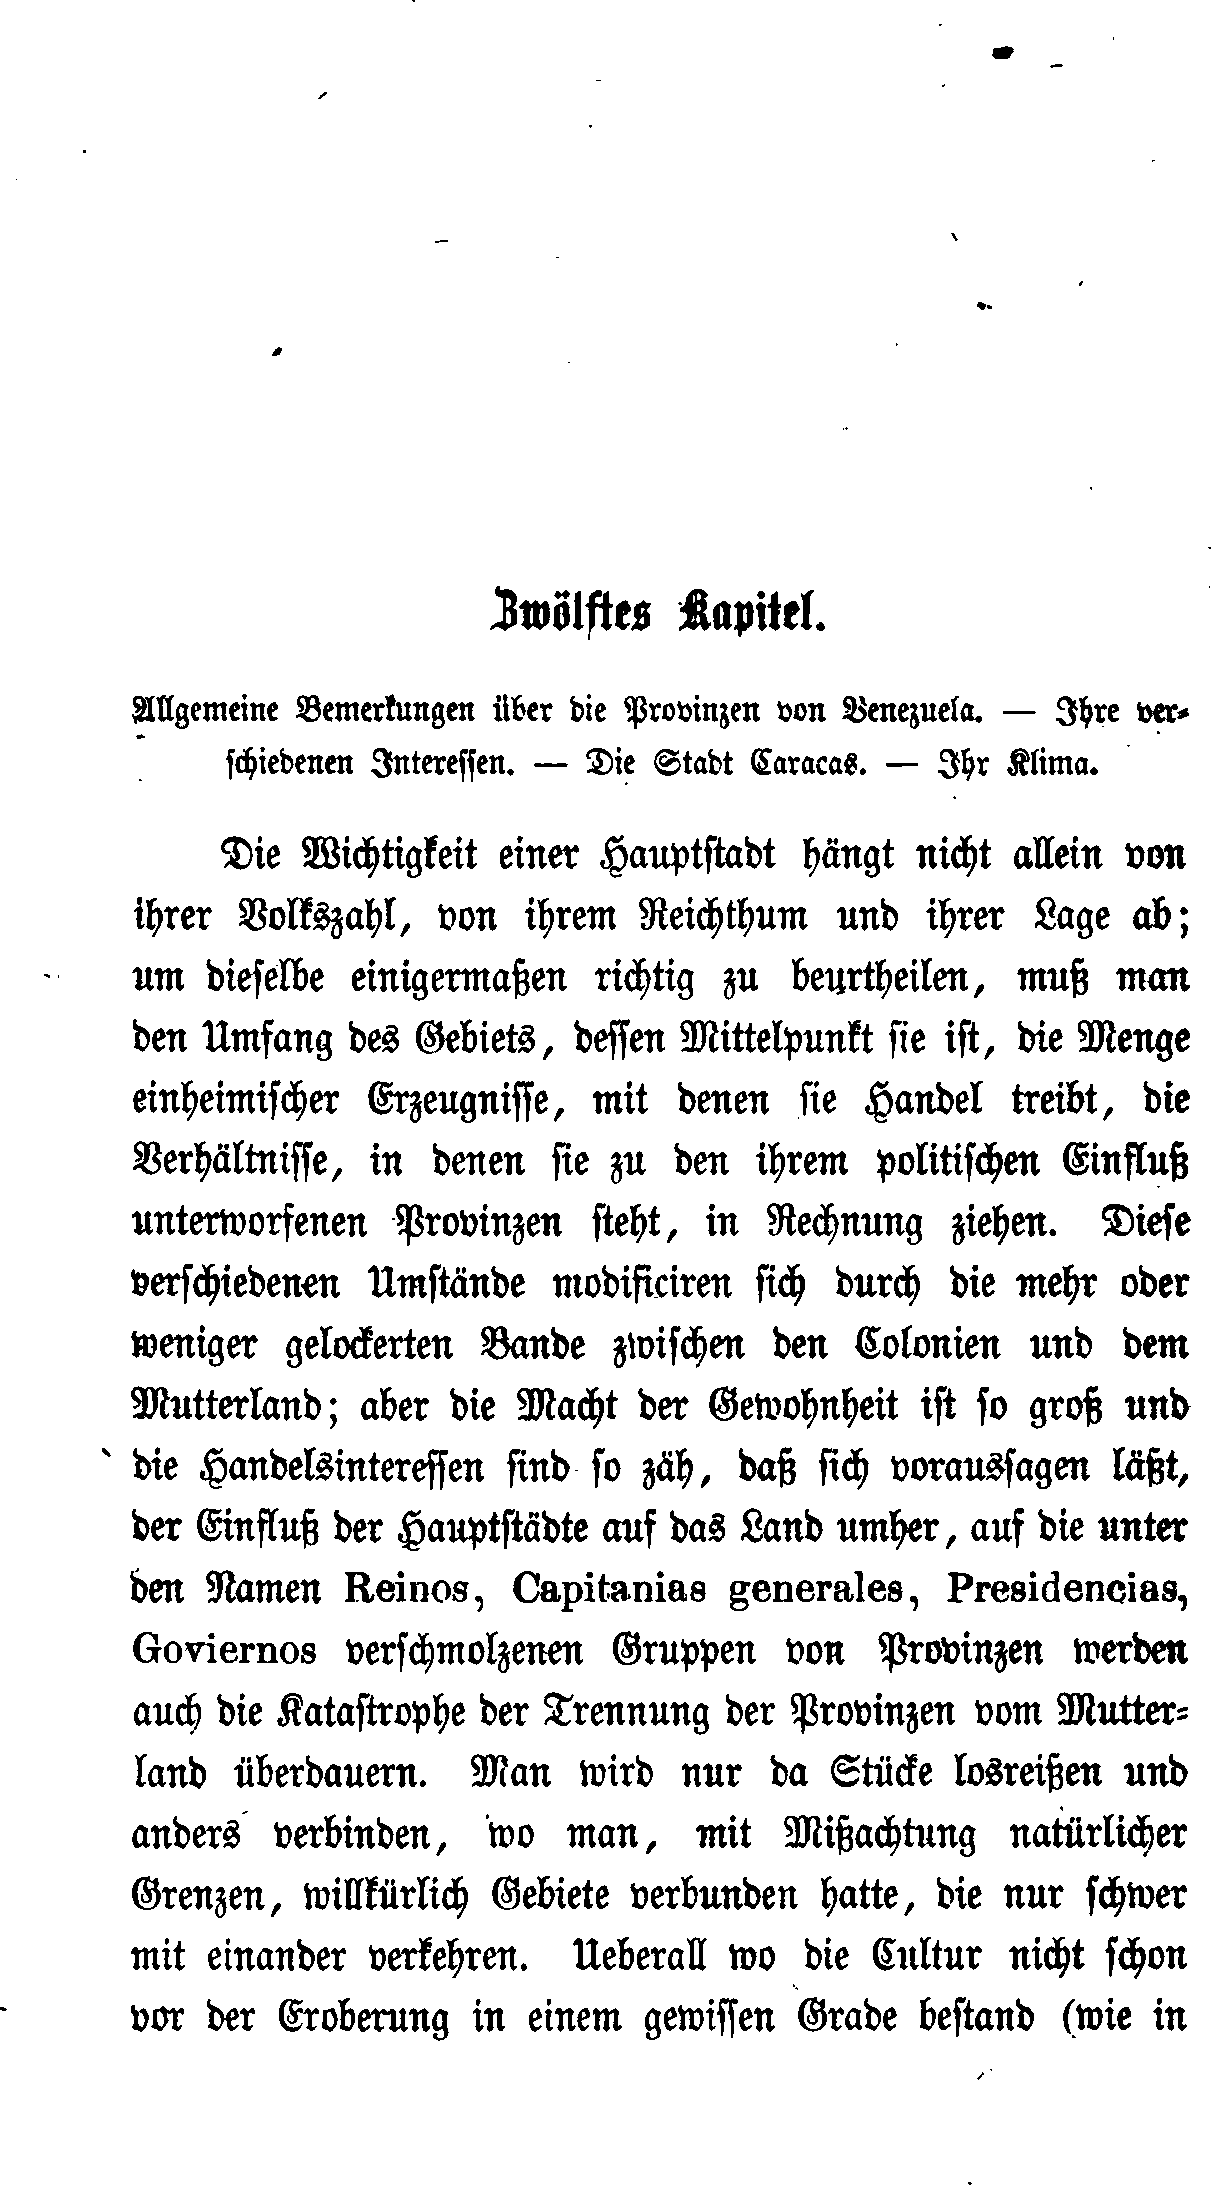 Zwölftes Kapitel.
Allgemeine Bemerkungen über die Provinzen von Venezuela. — Ihre ver-
schiedenen Interessen. — Die Stadt Caracas. — Ihr Klima.
Die Wichtigkeit einer Hauptstadt hängt nicht allein von
ihrer Volkszahl, von ihrem Reichthum und ihrer Lage ab;
um dieselbe einigermaßen richtig zu beurtheilen, muß man
den Umfang des Gebiets, dessen Mittelpunkt sie ist, die Menge
einheimischer Erzeugnisse, mit denen sie Handel treibt, die
Verhältnisse, in denen sie zu den ihrem politischen Einfluß
unterworfenen Provinzen steht, in Rechnung ziehen. Diese
verschiedenen Umstände modificiren sich durch die mehr oder
weniger gelockerten Bande zwischen den Colonien und dem
Mutterland; aber die Macht der Gewohnheit ist so groß und
die Handelsinteressen sind so zäh, daß sich voraussagen läßt,
der Einfluß der Hauptstädte auf das Land umher, auf die unter
den Namen Reinos, Capitanias generales, Presidencias,
Goviernos verschmolzenen Gruppen von Provinzen werden
auch die Katastrophe der Trennung der Provinzen vom Mutter-
land überdauern. Man wird nur da Stücke losreißen und
anders verbinden, wo man, mit Mißachtung natürlicher
Grenzen, willkürlich Gebiete verbunden hatte, die nur schwer
mit einander verkehren. Ueberall wo die Cultur nicht schon
vor der Eroberung in einem gewissen Grade bestand (wie in